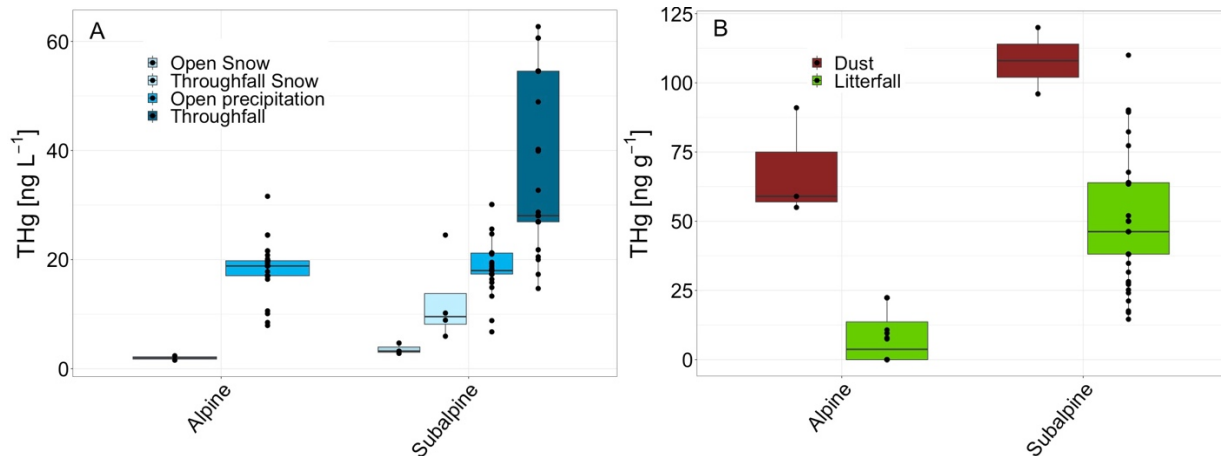 A
Open Snow
Throughfall Snow
Open precipitation
Throughfall
THg [ng L⁻¹]
60
40
20
0
Alpine
Subalpine
B
Dust
Litterfall
THg [ng g⁻¹]
125
100
75
50
25
0
Alpine
Subalpine